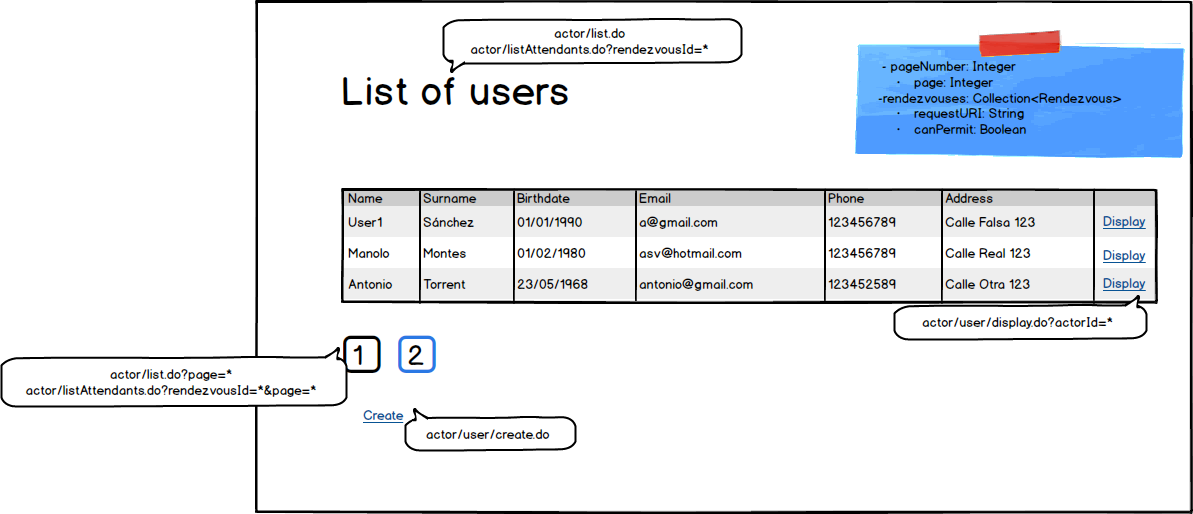 actor/list.do
actor/listAttendants.do?rendezvousId=*
List of users
- pageNumber: Integer
· page: Integer
-rendezvouses: Collection<Rendezvous>
· requestURI: String
· canPermit: Boolean
Name Surname Birthdate Email Phone Address
User1 Sánchez 01/01/1990 a@gmail.com 123456789 Calle Falsa 123 Display
Manolo Montes 01/02/1980 asv@hotmail.com 123456789 Calle Real 123 Display
Antonio Torrent 23/05/1968 antonio@gmail.com 123452589 Calle Otra 123 Display
actor/user/display.do?actorId=*
1 2
actor/list.do?page=*
actor/listAttendants.do?rendezvousId=*&page=*
Create
actor/user/create.do